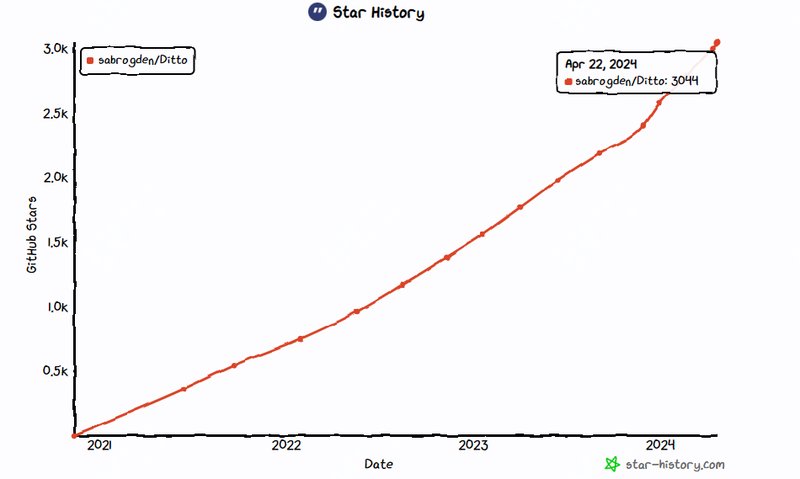 Star History
sabrogden/Ditto
Apr 22, 2024
sabrogden/Ditto: 3044
3.0k
2.5k
2.0k
1.5k
1.0k
0.5k
GitHub Stars
2021 2022 2023 2024
Date
star-history.com